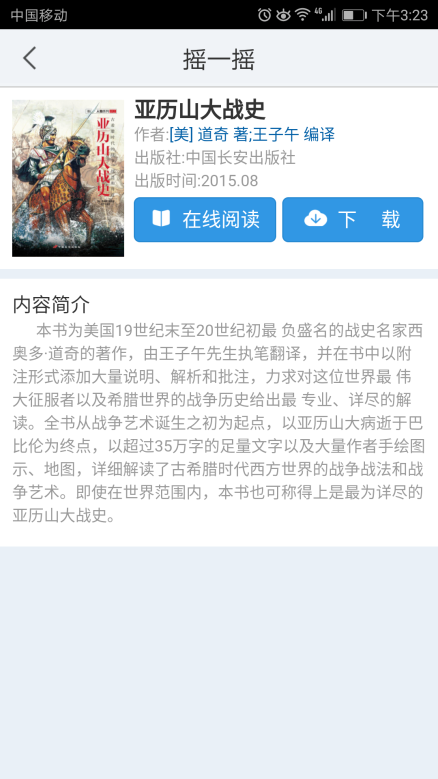 中国移动 4G 下午3:23
摇一摇
亚历山大战史
亚历山大战史
作者:[美] 道奇 著;王子午 编译
出版社:中国长安出版社
出版时间:2015.08
在线阅读 下 载
内容简介
本书为美国19世纪末至20世纪初最 负盛名的战史名家西
奥多·道奇的著作，由王子午先生执笔翻译，并在书中以附
注形式添加大量说明、解析和批注，力求对这位世界最 伟
大征服者以及希腊世界的战争历史给出最 专业、详尽的解
读。全书从战争艺术诞生之初为起点，以亚历山大病逝于巴
比伦为终点，以超过35万字的足量文字以及大量作者手绘图
示、地图，详细解读了古希腊时代西方世界的战争战法和战
争艺术。即使在世界范围内，本书也可称得上是最为详尽的
亚历山大战史。